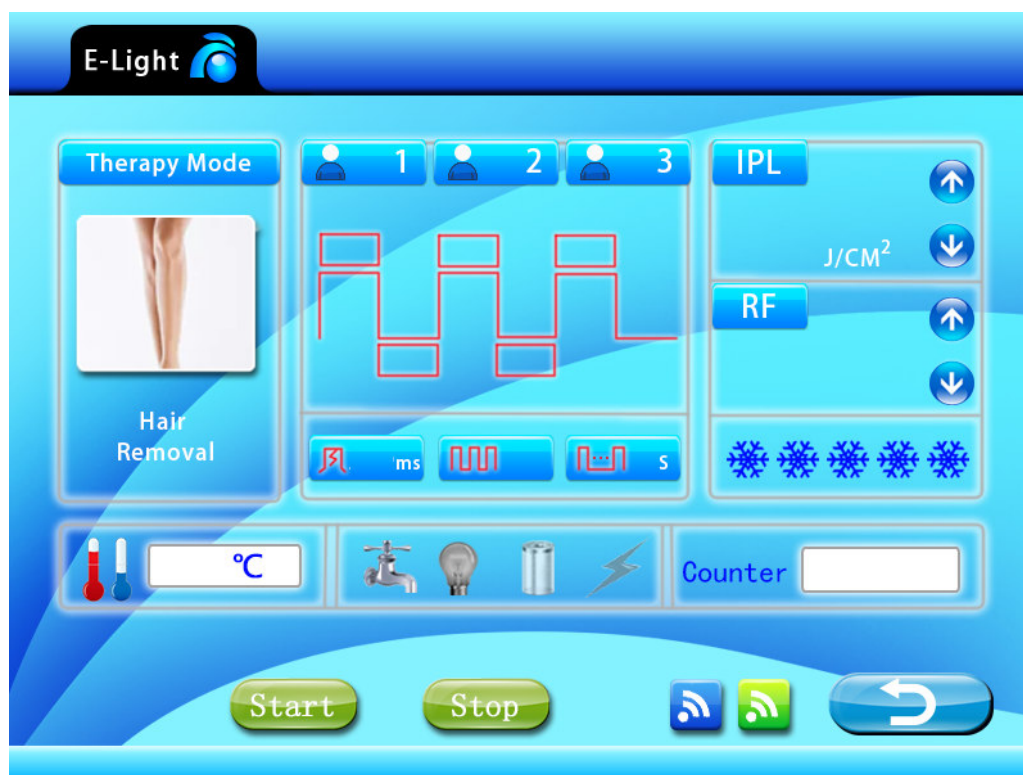 E-Light
Therapy Mode
1
2
3
IPL
J/CM²
RF
Hair
Removal
ms
S
℃
Counter
Start
Stop